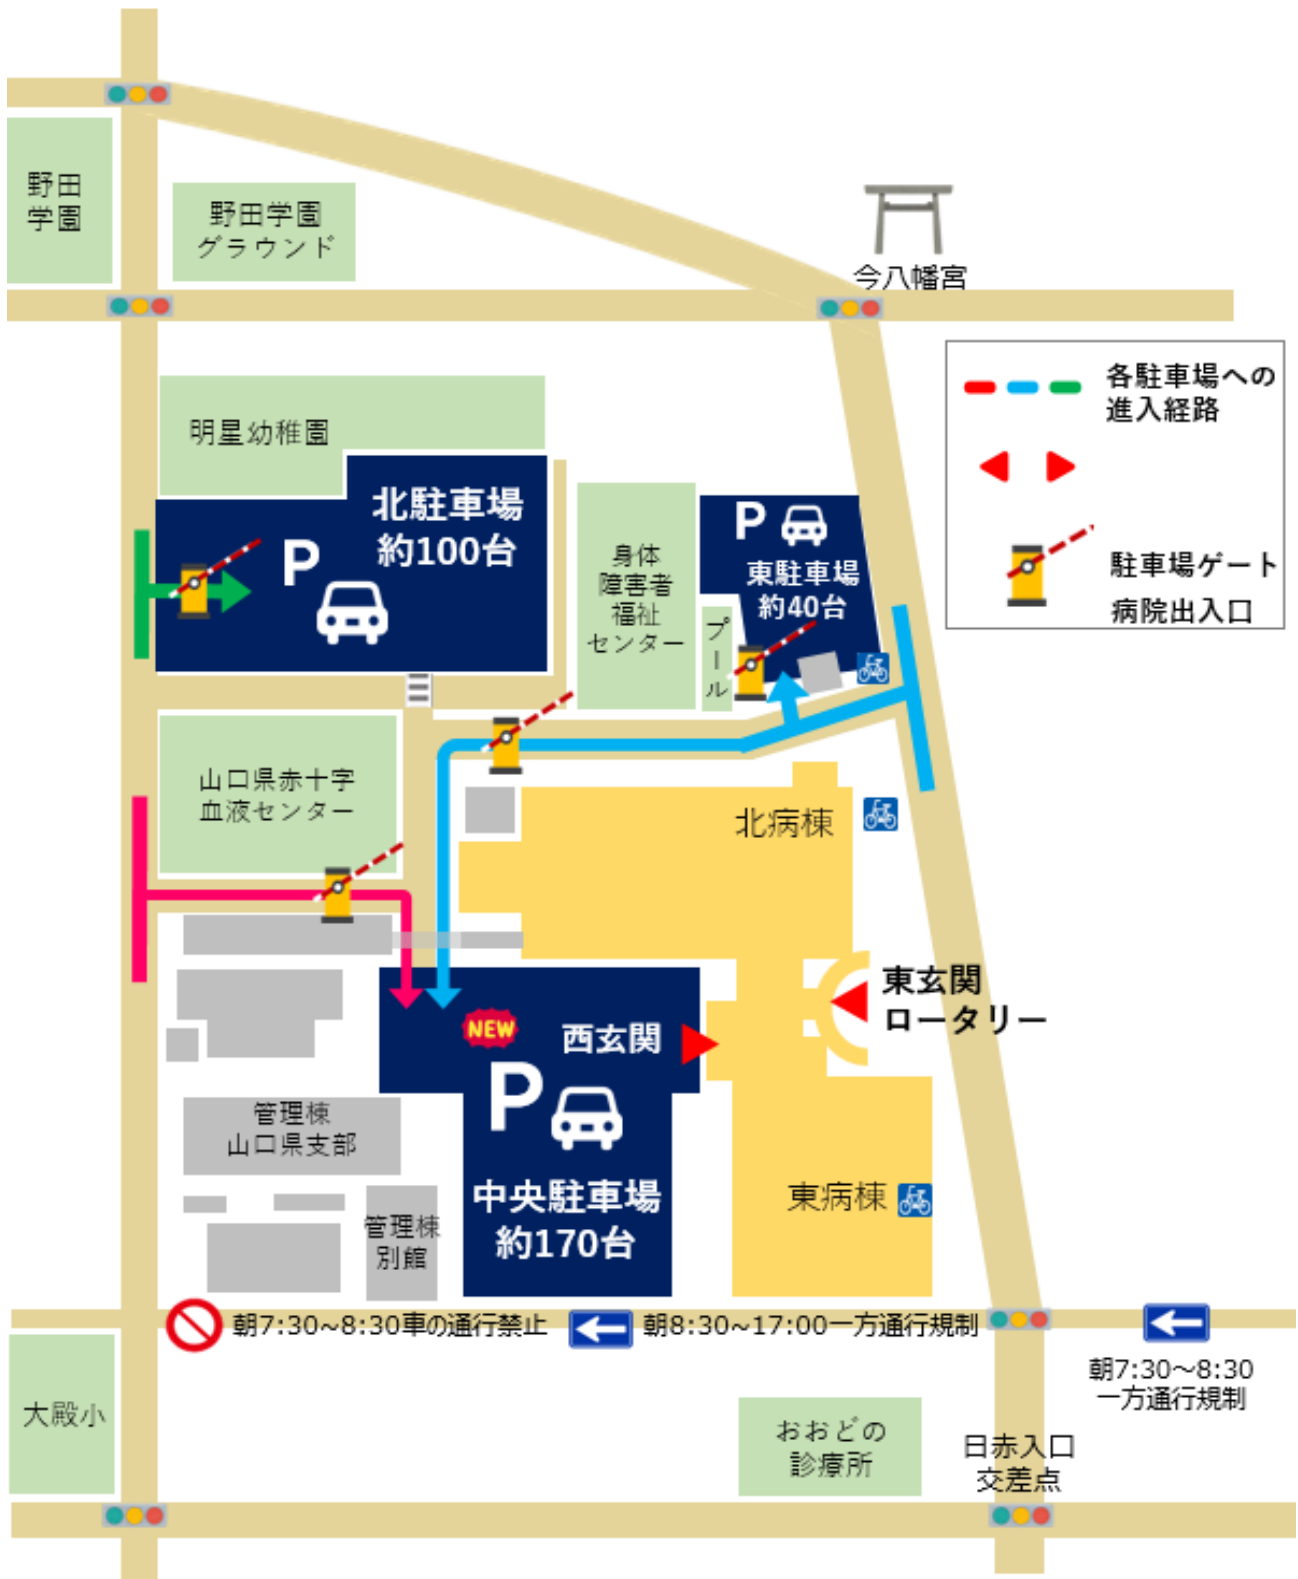 野田
学園
野田学園
グラウンド
今八幡宮
各駐車場への
進入経路
駐車場ゲート
病院出入口
明星幼稚園
北駐車場
約100台
P
身体
障害者
福祉
センター
プール
P
東駐車場
約40台
山口県赤十字
血液センター
北病棟
東玄関
ロータリー
NEW
西玄関
P
中央駐車場
約170台
管理棟
山口県支部
管理棟
別館
東病棟
朝7:30~8:30車の通行禁止
朝8:30~17:00一方通行規制
朝7:30～8:30
一方通行規制
大殿小
おおどの
診療所
日赤入口
交差点